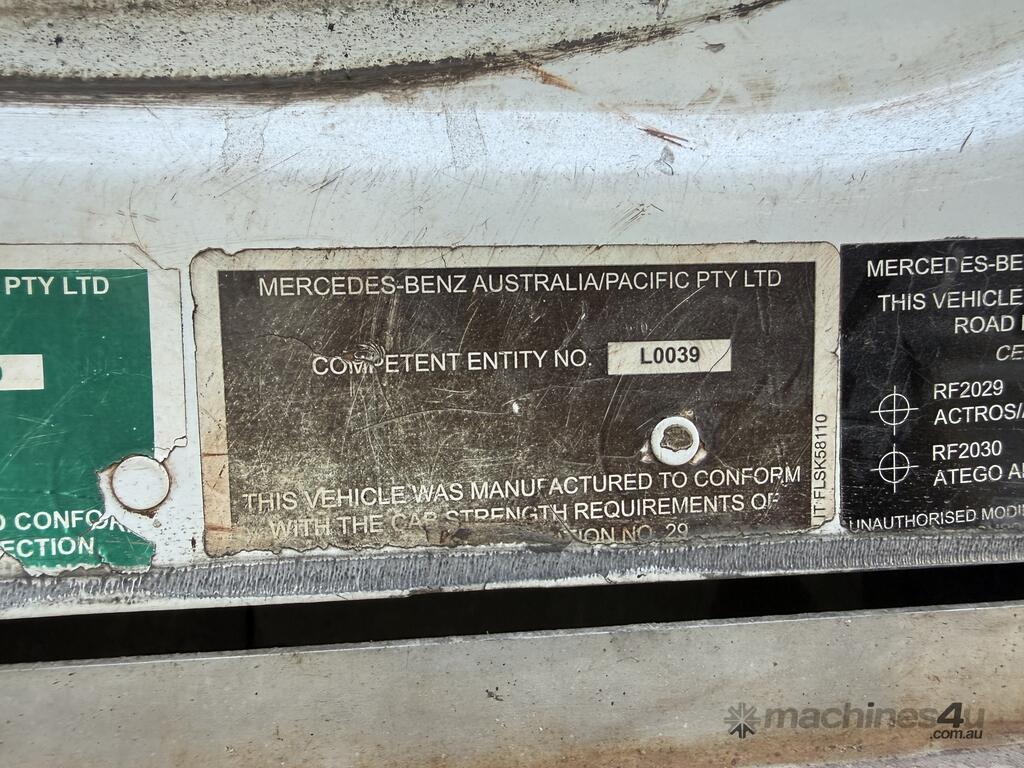 PTY LTD
D CONFOR
ECTION.
MERCEDES-BENZ AUSTRALIA/PACIFIC PTY LTD
COMPETENT ENTITY NO. L0039
THIS VEHICLE WAS MANUFACTURED TO CONFORM
WITH THE CAB STRENGTH REQUIREMENTS OF
ION NO. 29
IT-FLSK58110
MERCEDES-BE
THIS VEHICLE
ROAD
CE
RF2029
ACTROS/A
RF2030
ATEGO A
UNAUTHORISED MODI
machines4u
.com.au